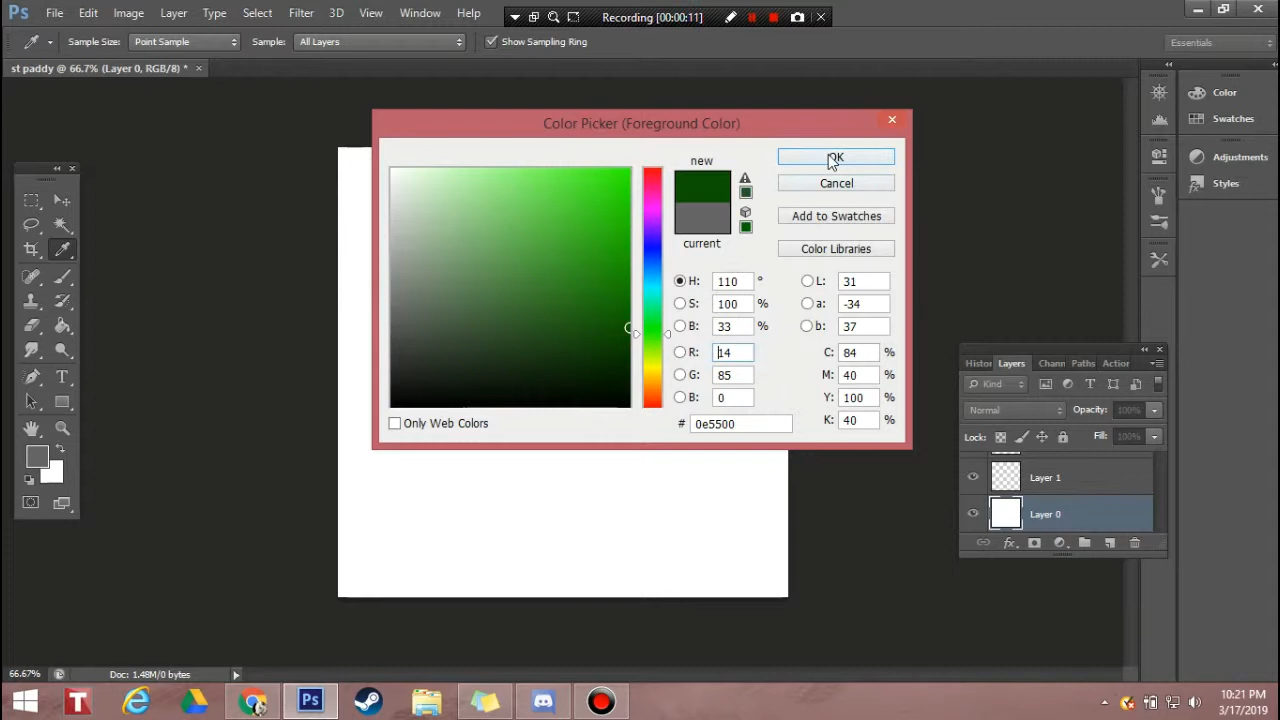 Ps File Edit Image Layer Type Select Filter 3D View Window Help
Recording [00:00:11]
Sample Size: Point Sample Sample: All Layers Show Sampling Ring Essentials
st paddy @ 66.7% (Layer 0, RGB/8) * ×
Color Picker (Foreground Color)
new
OK
Cancel
Add to Swatches
current
Color Libraries
H: 110 °
S: 100 %
B: 33 %
R: 14
G: 85
B: 0
L: 31
a: -34
b: 37
C: 84 %
M: 40 %
Y: 100 %
K: 40 %
# 0e5500
Only Web Colors
Color
Swatches
Adjustments
Styles
Histor Layers Chann Paths Action
Kind
Normal Opacity: 100%
Lock: Fill: 100%
Layer 1
Layer 0
fx
66.67% Doc: 1.48M/0 bytes
T Ps
10:21 PM
3/17/2019